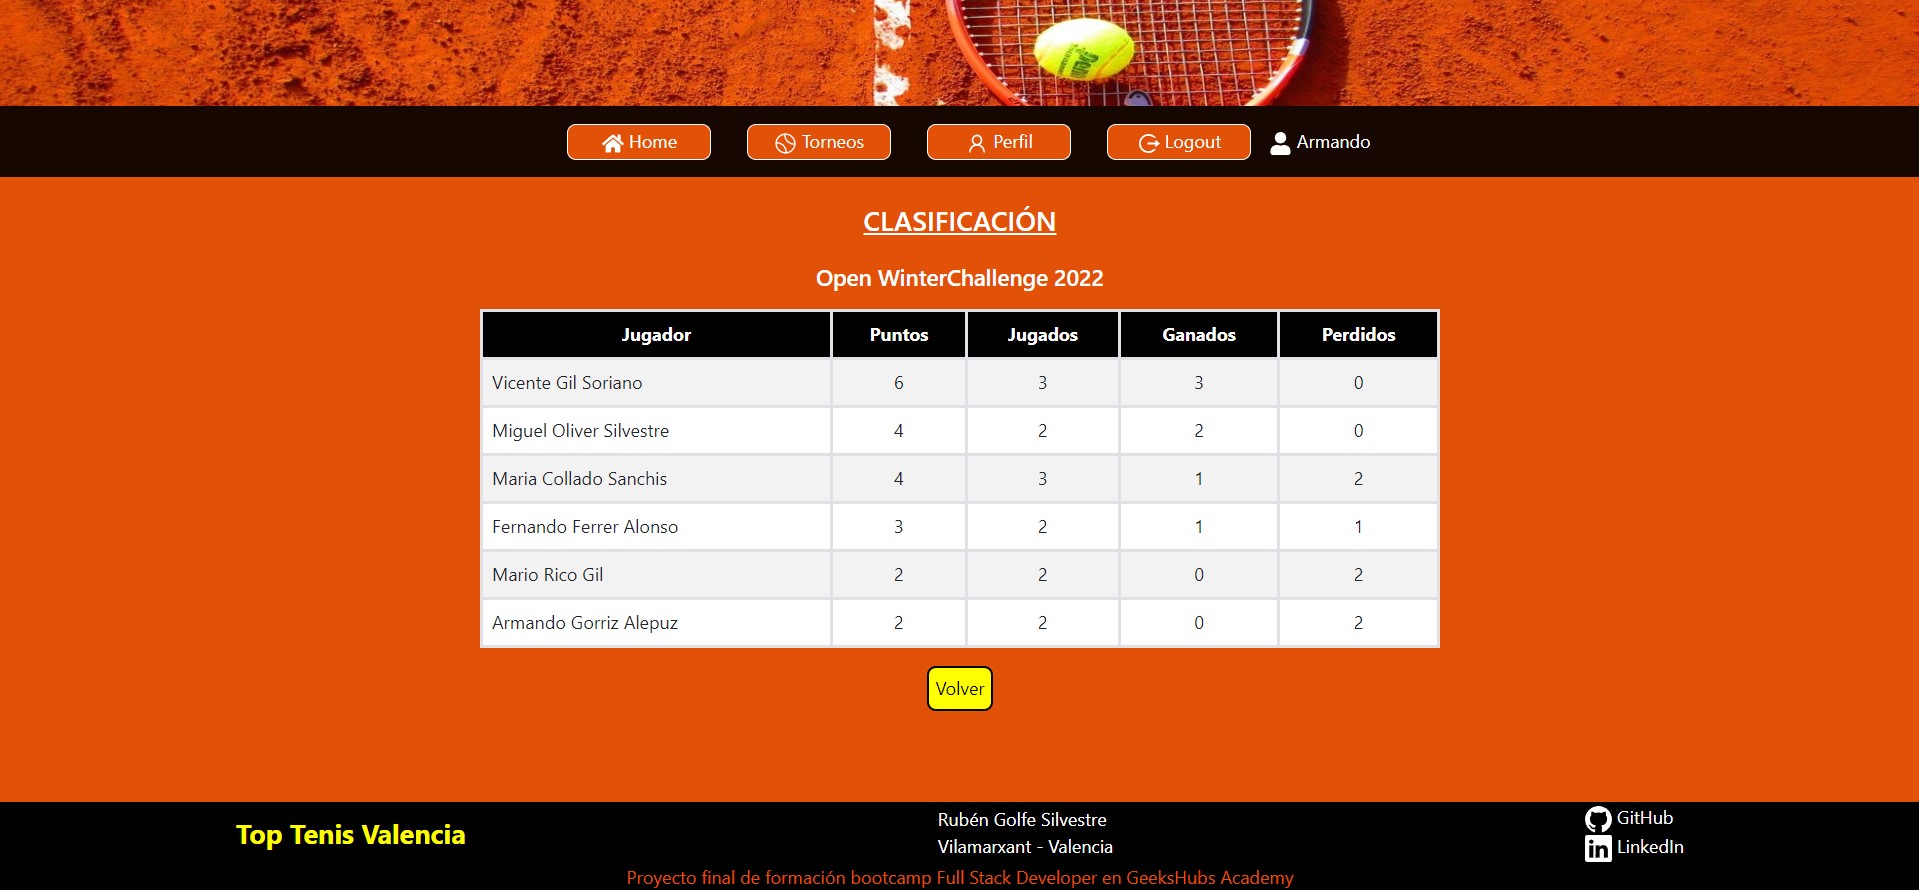 Penn
Home Torneos Perfil Logout Armando
CLASIFICACIÓN
Open WinterChallenge 2022
Jugador Puntos Jugados Ganados Perdidos
Vicente Gil Soriano 6 3 3 0
Miguel Oliver Silvestre 4 2 2 0
Maria Collado Sanchis 4 3 1 2
Fernando Ferrer Alonso 3 2 1 1
Mario Rico Gil 2 2 0 2
Armando Gorriz Alepuz 2 2 0 2
Volver
Top Tenis Valencia
Rubén Golfe Silvestre
Vilamarxant - Valencia
GitHub
LinkedIn
Proyecto final de formación bootcamp Full Stack Developer en GeeksHubs Academy